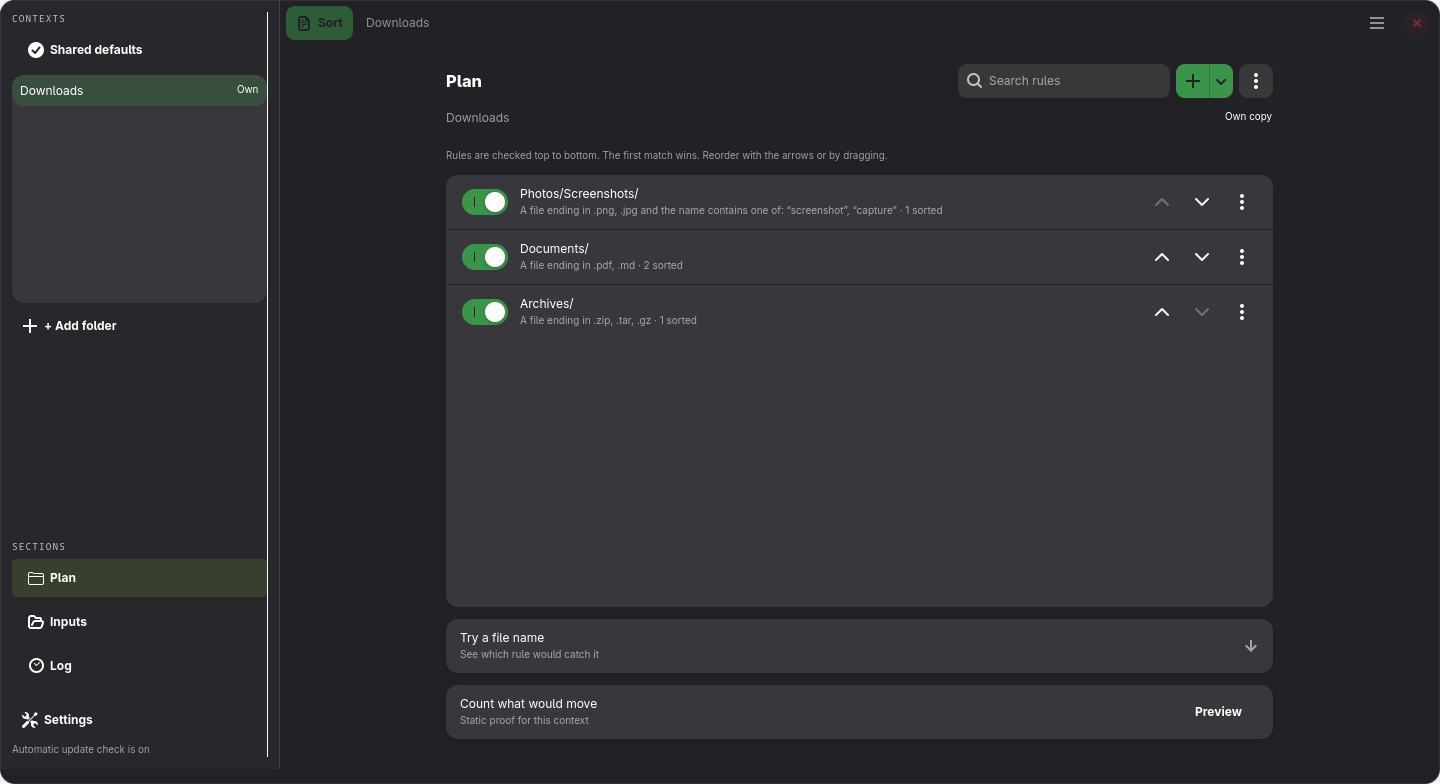 CONTEXTS
Shared defaults
Downloads Own
+ Add folder
SECTIONS
Plan
Inputs
Log
Settings
Automatic update check is on
Sort Downloads
Plan
Search rules
Downloads
Own copy
Rules are checked top to bottom. The first match wins. Reorder with the arrows or by dragging.
Photos/Screenshots/
A file ending in .png, .jpg and the name contains one of: “screenshot”, “capture” · 1 sorted
Documents/
A file ending in .pdf, .md · 2 sorted
Archives/
A file ending in .zip, .tar, .gz · 1 sorted
Try a file name
See which rule would catch it
Count what would move
Static proof for this context
Preview